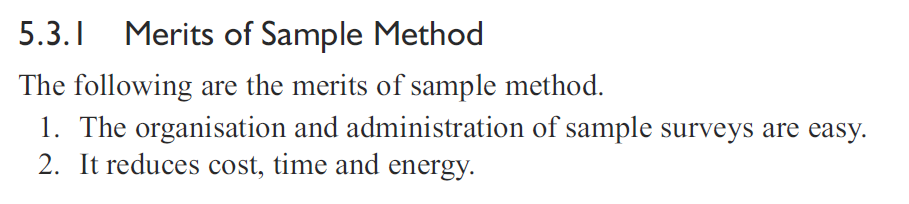 5.3.1 Merits of Sample Method
The following are the merits of sample method.
1. The organisation and administration of sample surveys are easy.
2. It reduces cost, time and energy.